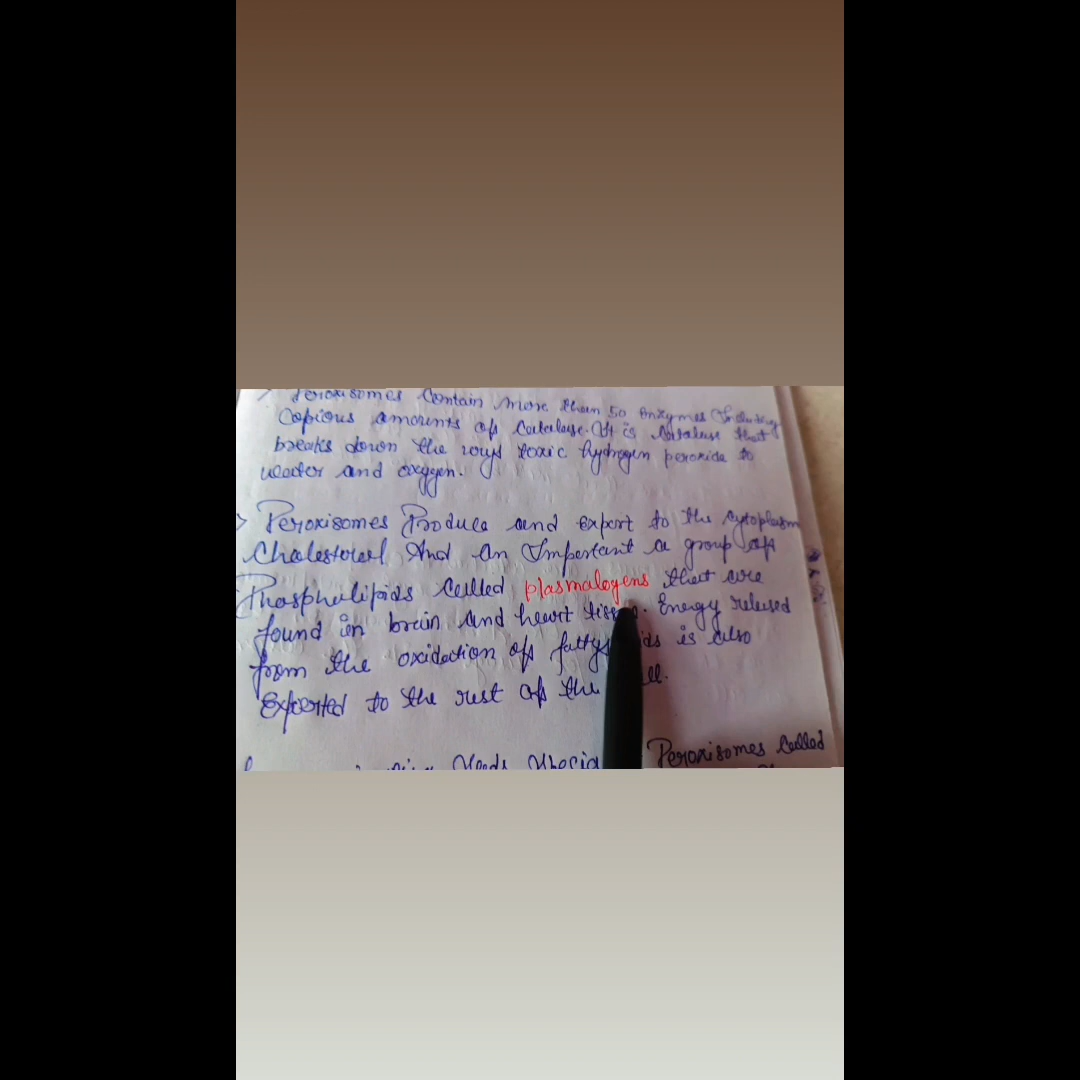 > Peroxisomes Contain more than 50 enzymes Including
Copious amounts of Catalase. It is Catalase that
breaks down the very toxic hydrogen peroxide to
water and oxygen.
> Peroxisomes Produce and export to the cytoplasm
Cholesterol And an Important a group of
Phospholipids Called plasmalogens that are
found in brain and heart Energy relesed
from the oxidation of is also
Exported to the rest of the
Needs Peroxisomes Called